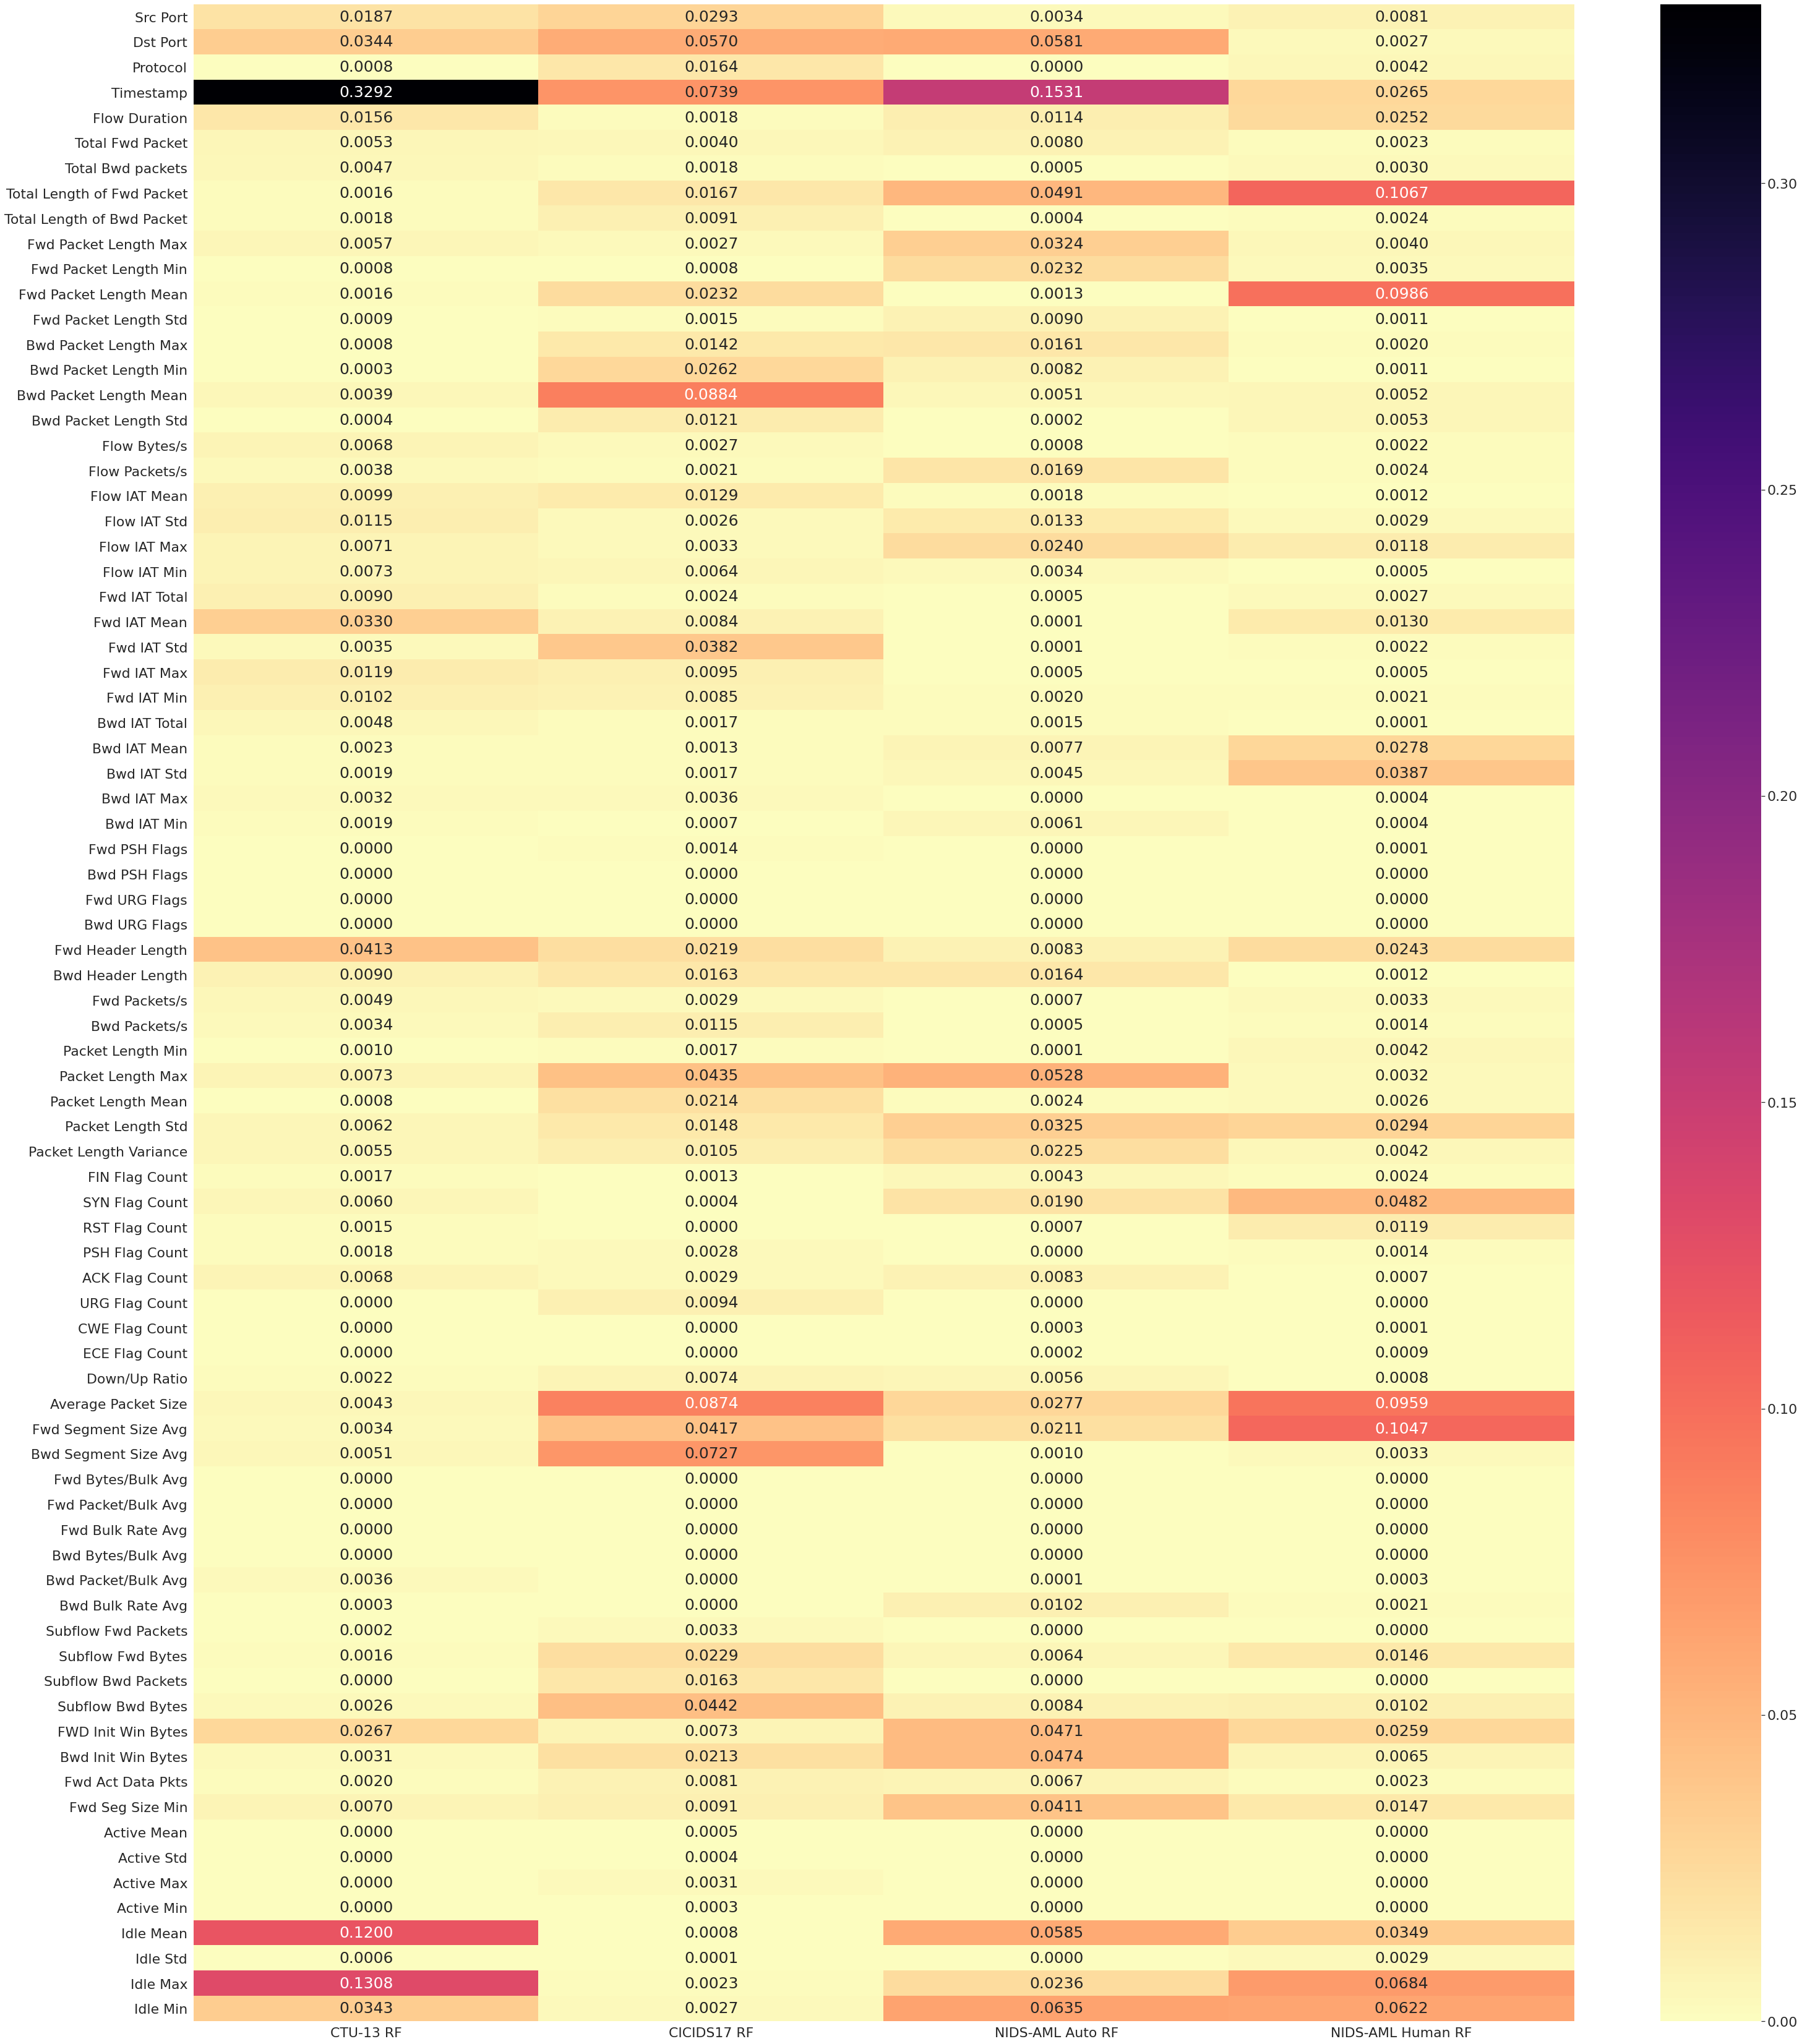 Src Port 0.0187 0.0293 0.0034 0.0081
Dst Port 0.0344 0.0570 0.0581 0.0027
Protocol 0.0008 0.0164 0.0000 0.0042
Timestamp 0.3292 0.0739 0.1531 0.0265
Flow Duration 0.0156 0.0018 0.0114 0.0252
Total Fwd Packet 0.0053 0.0040 0.0080 0.0023
Total Bwd packets 0.0047 0.0018 0.0005 0.0030
Total Length of Fwd Packet 0.0016 0.0167 0.0491 0.1067 0.30
Total Length of Bwd Packet 0.0018 0.0091 0.0004 0.0024
Fwd Packet Length Max 0.0057 0.0027 0.0324 0.0040
Fwd Packet Length Min 0.0008 0.0008 0.0232 0.0035
Fwd Packet Length Mean 0.0016 0.0232 0.0013 0.0986
Fwd Packet Length Std 0.0009 0.0015 0.0090 0.0011
Bwd Packet Length Max 0.0008 0.0142 0.0161 0.0020
Bwd Packet Length Min 0.0003 0.0262 0.0082 0.0011
Bwd Packet Length Mean 0.0039 0.0884 0.0051 0.0052
Bwd Packet Length Std 0.0004 0.0121 0.0002 0.0053
Flow Bytes/s 0.0068 0.0027 0.0008 0.0022
Flow Packets/s 0.0038 0.0021 0.0169 0.0024
Flow IAT Mean 0.0099 0.0129 0.0018 0.0012 0.25
Flow IAT Std 0.0115 0.0026 0.0133 0.0029
Flow IAT Max 0.0071 0.0033 0.0240 0.0118
Flow IAT Min 0.0073 0.0064 0.0034 0.0005
Fwd IAT Total 0.0090 0.0024 0.0005 0.0027
Fwd IAT Mean 0.0330 0.0084 0.0001 0.0130
Fwd IAT Std 0.0035 0.0382 0.0001 0.0022
Fwd IAT Max 0.0119 0.0095 0.0005 0.0005
Fwd IAT Min 0.0102 0.0085 0.0020 0.0021
Bwd IAT Total 0.0048 0.0017 0.0015 0.0001
Bwd IAT Mean 0.0023 0.0013 0.0077 0.0278
Bwd IAT Std 0.0019 0.0017 0.0045 0.0387
Bwd IAT Max 0.0032 0.0036 0.0000 0.0004 0.20
Bwd IAT Min 0.0019 0.0007 0.0061 0.0004
Fwd PSH Flags 0.0000 0.0014 0.0000 0.0001
Bwd PSH Flags 0.0000 0.0000 0.0000 0.0000
Fwd URG Flags 0.0000 0.0000 0.0000 0.0000
Bwd URG Flags 0.0000 0.0000 0.0000 0.0000
Fwd Header Length 0.0413 0.0219 0.0083 0.0243
Bwd Header Length 0.0090 0.0163 0.0164 0.0012
Fwd Packets/s 0.0049 0.0029 0.0007 0.0033
Bwd Packets/s 0.0034 0.0115 0.0005 0.0014
Packet Length Min 0.0010 0.0017 0.0001 0.0042
Packet Length Max 0.0073 0.0435 0.0528 0.0032
Packet Length Mean 0.0008 0.0214 0.0024 0.0026 0.15
Packet Length Std 0.0062 0.0148 0.0325 0.0294
Packet Length Variance 0.0055 0.0105 0.0225 0.0042
FIN Flag Count 0.0017 0.0013 0.0043 0.0024
SYN Flag Count 0.0060 0.0004 0.0190 0.0482
RST Flag Count 0.0015 0.0000 0.0007 0.0119
PSH Flag Count 0.0018 0.0028 0.0000 0.0014
ACK Flag Count 0.0068 0.0029 0.0083 0.0007
URG Flag Count 0.0000 0.0094 0.0000 0.0000
CWE Flag Count 0.0000 0.0000 0.0003 0.0001
ECE Flag Count 0.0000 0.0000 0.0002 0.0009
Down/Up Ratio 0.0022 0.0074 0.0056 0.0008
Average Packet Size 0.0043 0.0874 0.0277 0.0959 0.10
Fwd Segment Size Avg 0.0034 0.0417 0.0211 0.1047
Bwd Segment Size Avg 0.0051 0.0727 0.0010 0.0033
Fwd Bytes/Bulk Avg 0.0000 0.0000 0.0000 0.0000
Fwd Packet/Bulk Avg 0.0000 0.0000 0.0000 0.0000
Fwd Bulk Rate Avg 0.0000 0.0000 0.0000 0.0000
Bwd Bytes/Bulk Avg 0.0000 0.0000 0.0000 0.0000
Bwd Packet/Bulk Avg 0.0036 0.0000 0.0001 0.0003
Bwd Bulk Rate Avg 0.0003 0.0000 0.0102 0.0021
Subflow Fwd Packets 0.0002 0.0033 0.0000 0.0000
Subflow Fwd Bytes 0.0016 0.0229 0.0064 0.0146
Subflow Bwd Packets 0.0000 0.0163 0.0000 0.0000
Subflow Bwd Bytes 0.0026 0.0442 0.0084 0.0102 0.05
FWD Init Win Bytes 0.0267 0.0073 0.0471 0.0259
Bwd Init Win Bytes 0.0031 0.0213 0.0474 0.0065
Fwd Act Data Pkts 0.0020 0.0081 0.0067 0.0023
Fwd Seg Size Min 0.0070 0.0091 0.0411 0.0147
Active Mean 0.0000 0.0005 0.0000 0.0000
Active Std 0.0000 0.0004 0.0000 0.0000
Active Max 0.0000 0.0031 0.0000 0.0000
Active Min 0.0000 0.0003 0.0000 0.0000
Idle Mean 0.1200 0.0008 0.0585 0.0349
Idle Std 0.0006 0.0001 0.0000 0.0029
Idle Max 0.1308 0.0023 0.0236 0.0684
Idle Min 0.0343 0.0027 0.0635 0.0622 0.00
CTU-13 RF CICIDS17 RF NIDS-AML Auto RF NIDS-AML Human RF